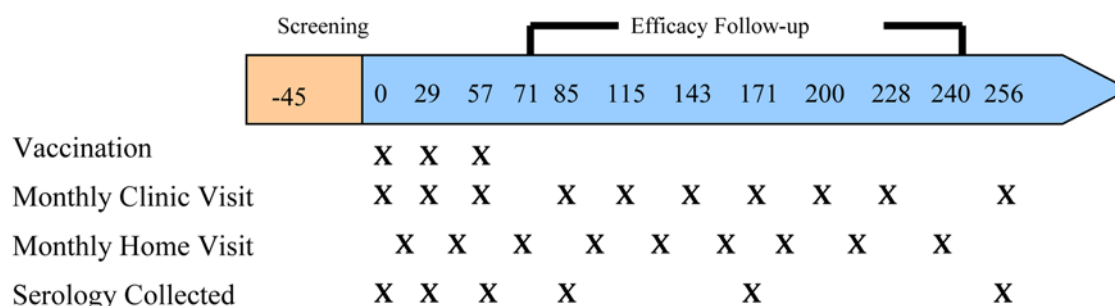 Screening Efficacy Follow-up
-45 0 29 57 71 85 115 143 171 200 228 240 256
Vaccination X X X
Monthly Clinic Visit X X X X X X X X X X
Monthly Home Visit X X X X X X X X X
Serology Collected X X X X X X